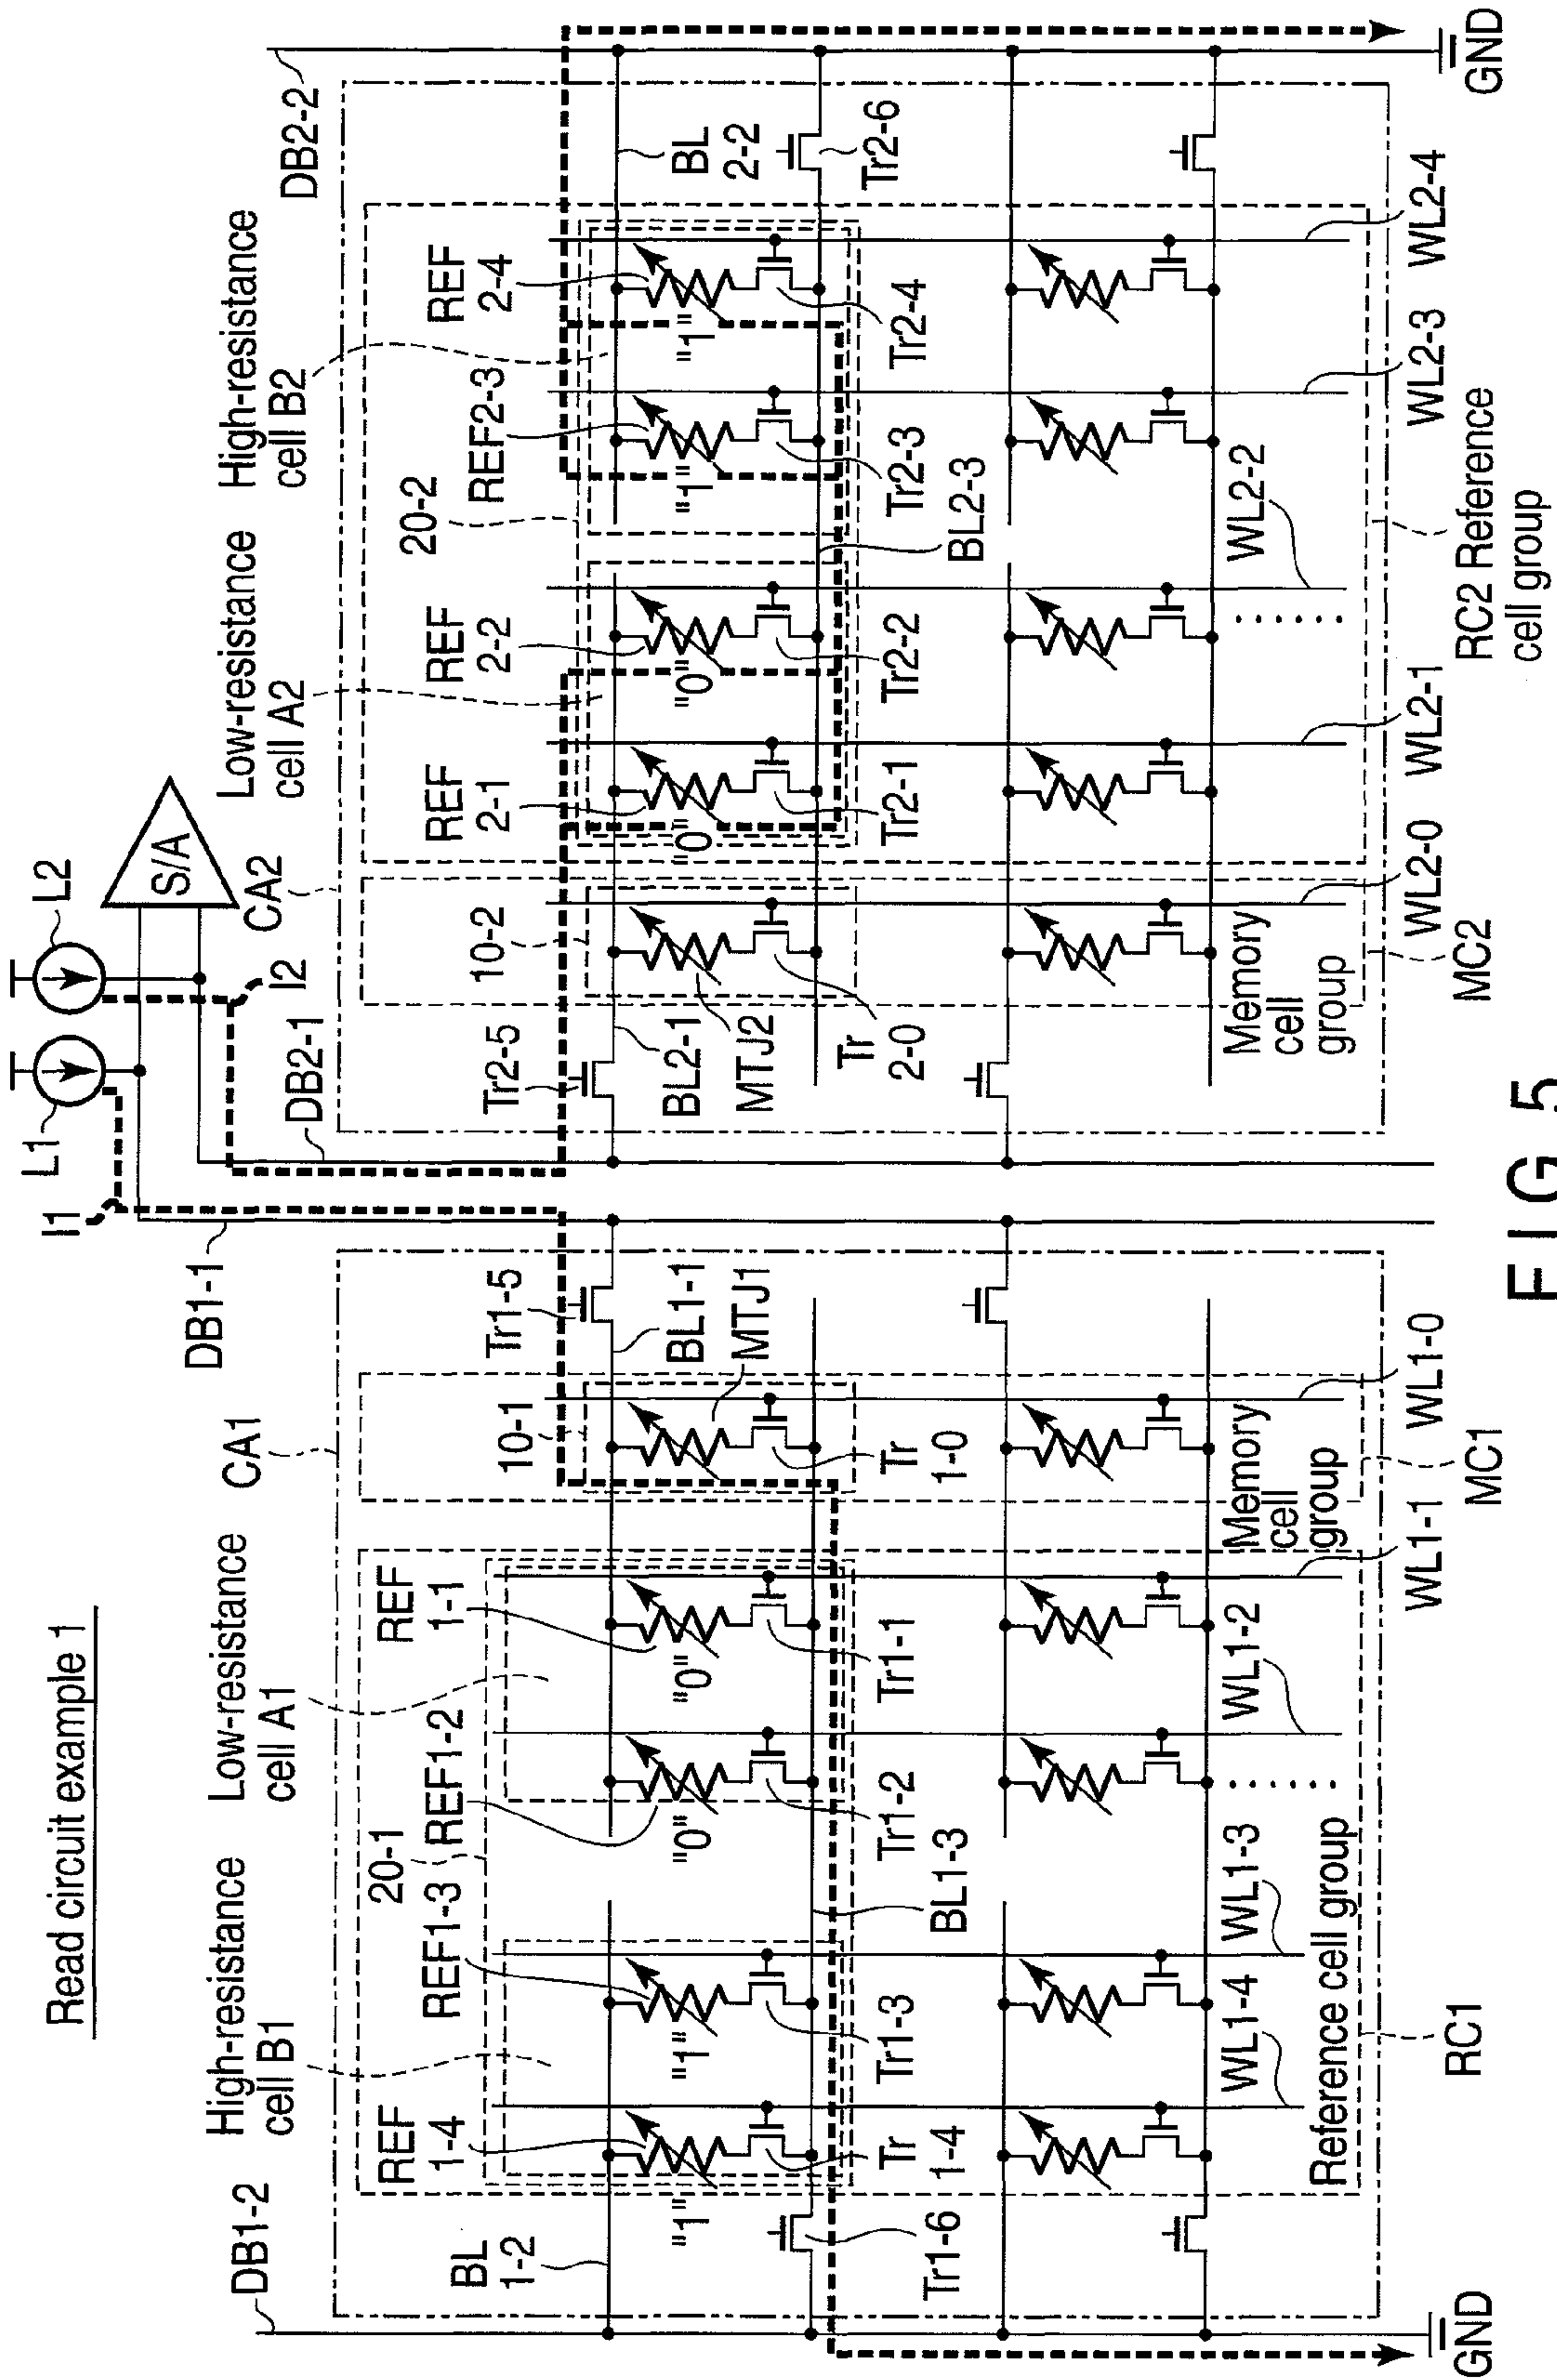 Read circuit example 1
L1
L2
I1
I2
S/A
DB1-2
DB1-1
DB2-1
DB2-2
CA1
CA2
High-resistance
cell B1
Low-resistance
cell A1
Low-resistance
cell A2
High-resistance
cell B2
20-1
20-2
10-1
10-2
BL
1-2
REF
1-4
REF1-3
REF1-2
REF
1-1
Tr1-5
BL1-1
MTJ1
Tr2-5
BL2-1
MTJ2
REF
2-1
REF
2-2
REF2-3
REF
2-4
BL
2-2
"1"
"1"
"0"
"0"
"0"
"0"
"1"
"1"
Tr1-6
Tr
1-4
Tr1-3
BL1-3
Tr1-2
Tr1-1
Tr
1-0
Tr
2-0
Tr2-1
Tr2-2
BL2-3
Tr2-3
Tr2-4
Tr2-6
WL1-4
WL1-3
WL1-2
WL1-1
WL1-0
WL2-0
WL2-1
WL2-2
WL2-3
WL2-4
Reference cell group
RC1
Memory
cell
group
MC1
Memory
cell
group
MC2
RC2 Reference
cell group
GND
GND
FIG. 5